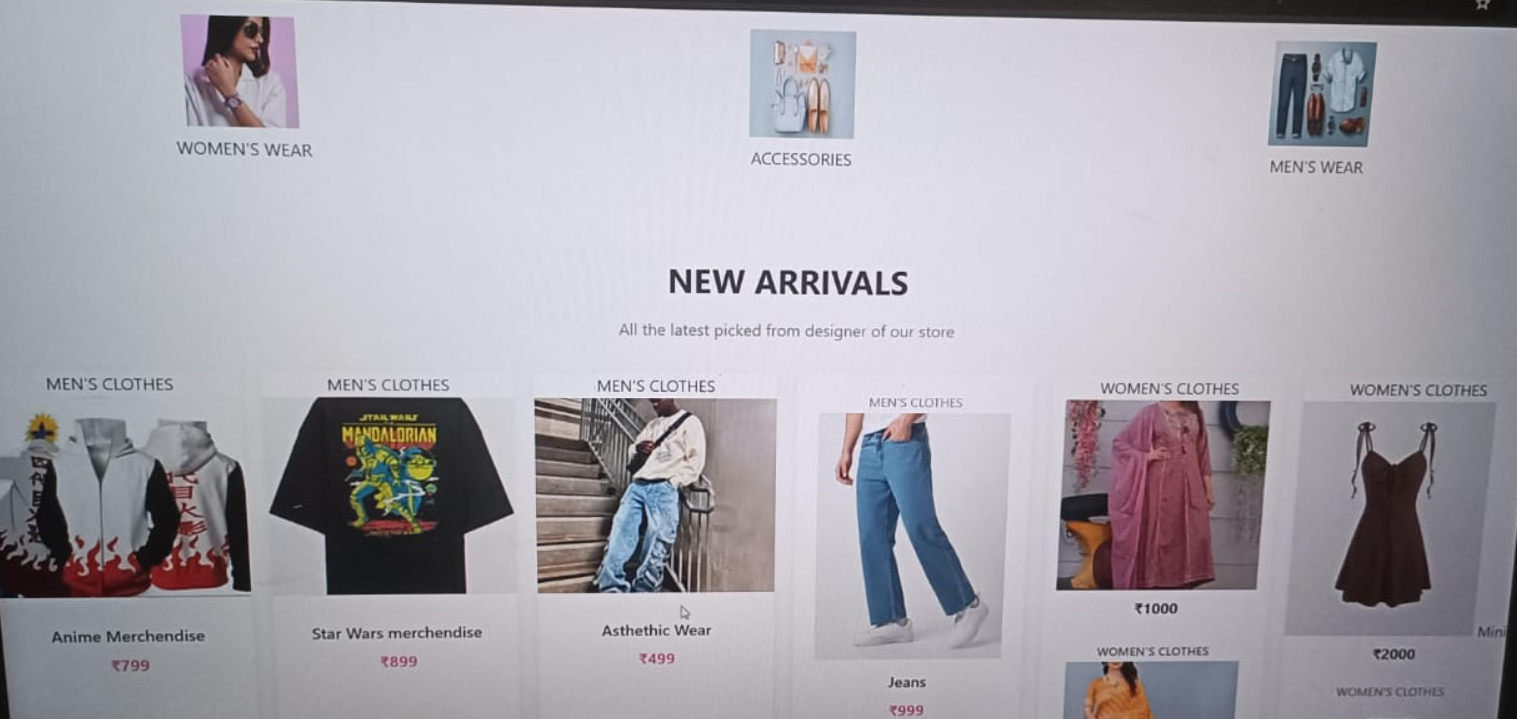 WOMEN'S WEAR
ACCESSORIES
MEN'S WEAR
NEW ARRIVALS
All the latest picked from designer of our store
MEN'S CLOTHES
STAR WARS
MANDALORIAN
Anime Merchendise
₹799
MEN'S CLOTHES
Star Wars merchendise
₹899
MEN'S CLOTHES
Asthethic Wear
₹499
MEN'S CLOTHES
Jeans
₹999
WOMEN'S CLOTHES
₹1000
WOMEN'S CLOTHES
WOMEN'S CLOTHES
Mini
₹2000
WOMEN'S CLOTHES